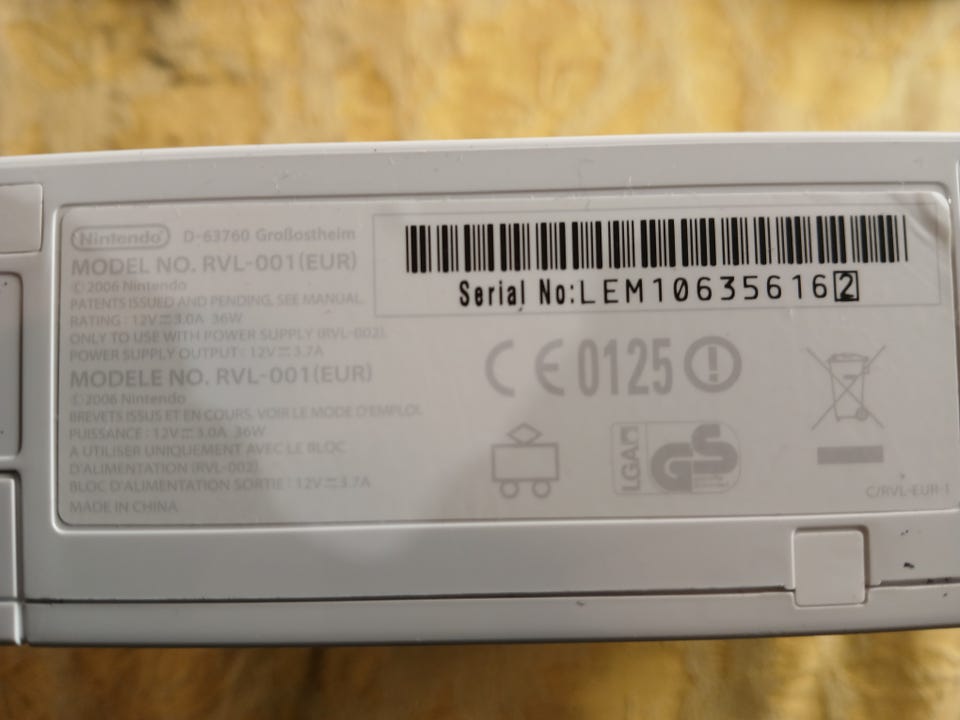 Nintendo D-63760 Großostheim
MODEL NO. RVL-001(EUR)
©2006 Nintendo
PATENTS ISSUED AND PENDING, SEE MANUAL.
RATING : 12V⎓3.0A 36W
ONLY TO USE WITH POWER SUPPLY (RVL-002).
POWER SUPPLY OUTPUT : 12V⎓3.7A
MODELE NO. RVL-001(EUR)
©2006 Nintendo
BREVETS ISSUS ET EN COURS. VOIR LE MODE D'EMPLOI.
PUISSANCE : 12V⎓3.0A 36W
A UTILISER UNIQUEMENT AVEC LE BLOC
D'ALIMENTATION (RVL-002).
BLOC D'ALIMENTATION SORTIE : 12V⎓3.7A
MADE IN CHINA
Serial No:LEM106356162
CE0125
LGA
GS
C/RVL-EUR-1